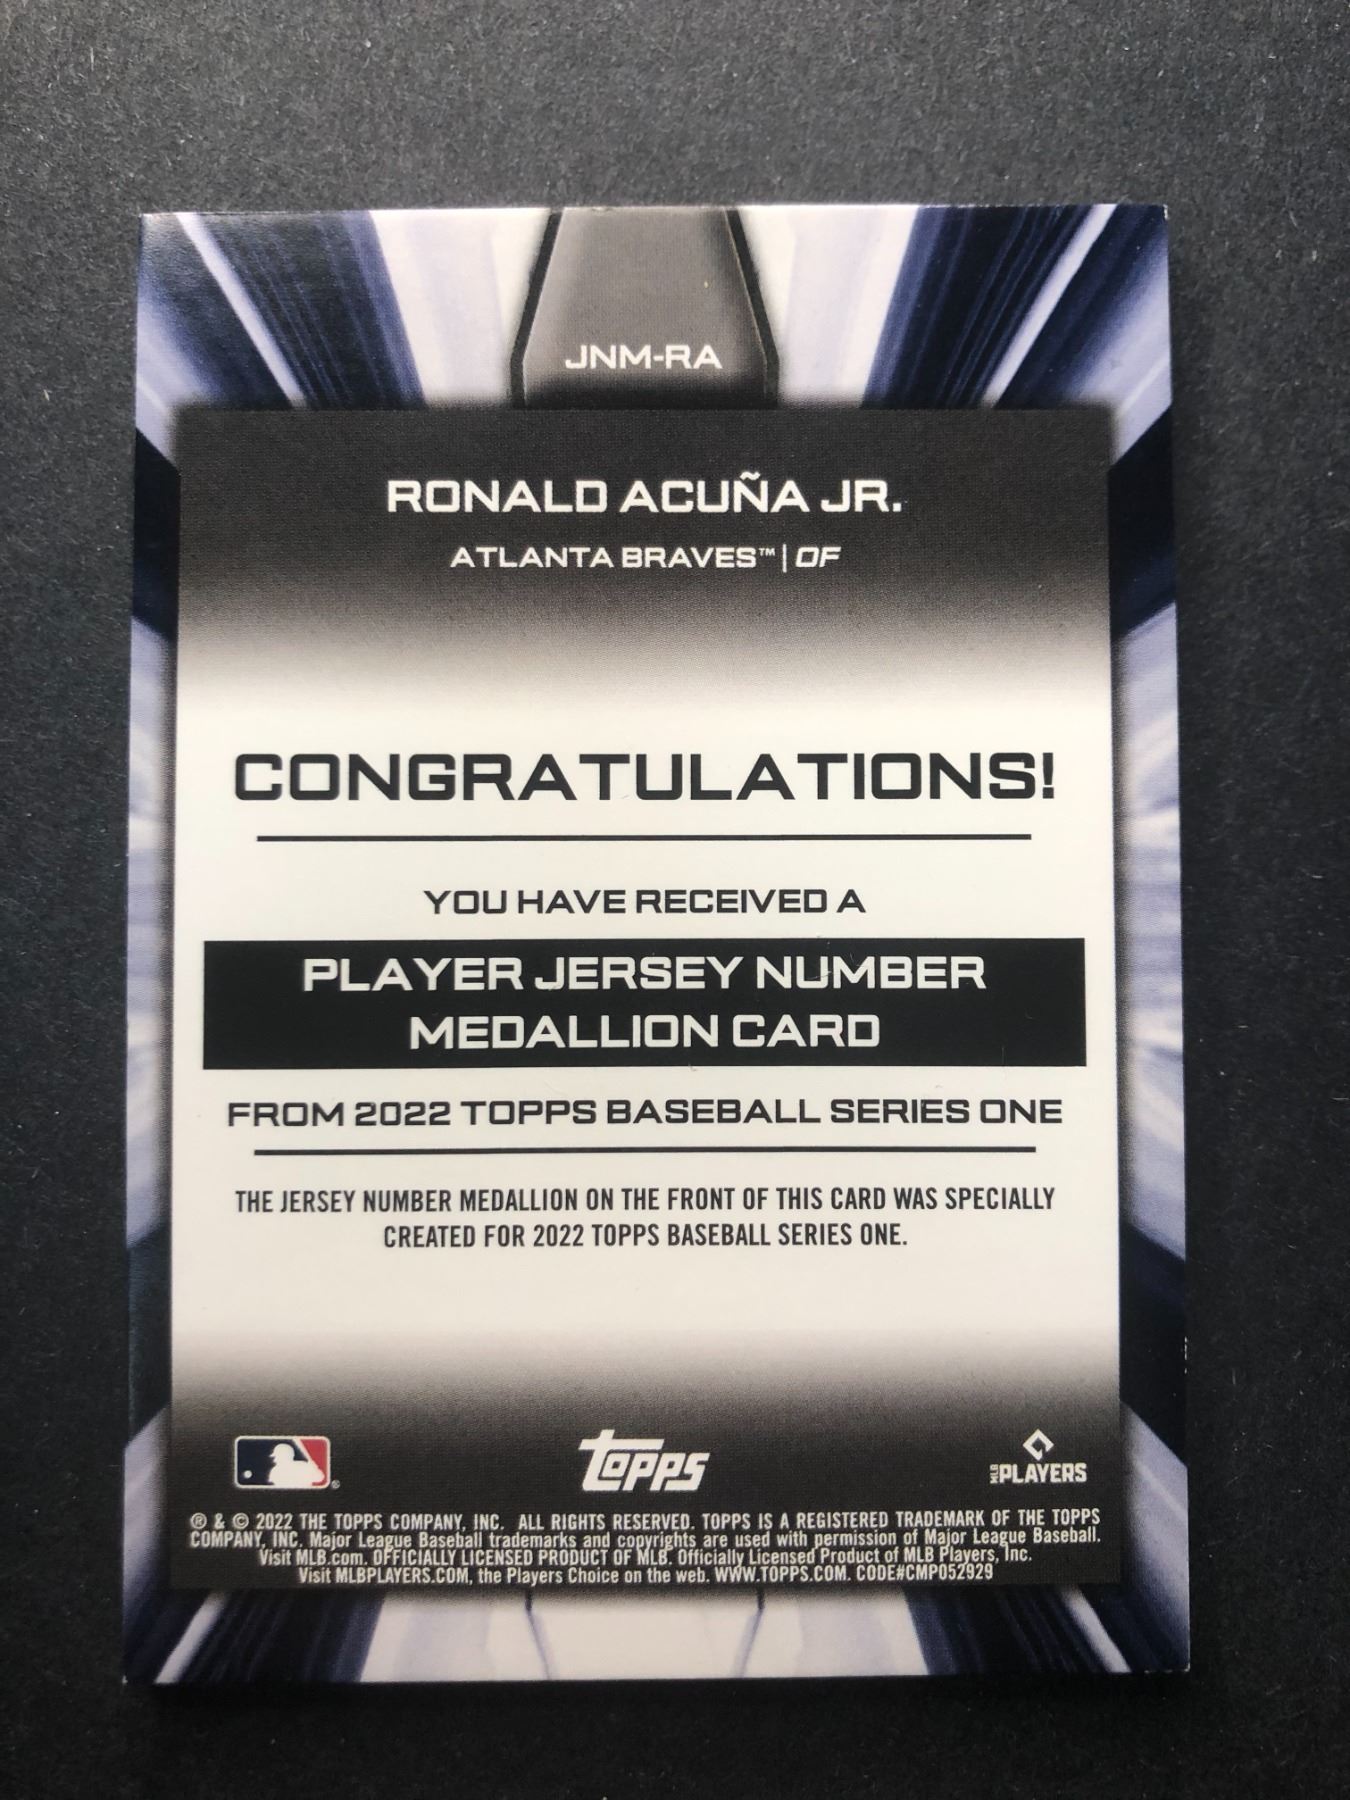 JNM-RA
RONALD ACUÑA JR.
ATLANTA BRAVES™ | OF
CONGRATULATIONS!
YOU HAVE RECEIVED A
PLAYER JERSEY NUMBER
MEDALLION CARD
FROM 2022 TOPPS BASEBALL SERIES ONE
THE JERSEY NUMBER MEDALLION ON THE FRONT OF THIS CARD WAS SPECIALLY
CREATED FOR 2022 TOPPS BASEBALL SERIES ONE.
® topps MLB PLAYERS
® & © 2022 THE TOPPS COMPANY, INC. ALL RIGHTS RESERVED. TOPPS IS A REGISTERED TRADEMARK OF THE TOPPS
COMPANY, INC. Major League Baseball trademarks and copyrights are used with permission of Major League Baseball.
Visit MLB.com. OFFICIALLY LICENSED PRODUCT OF MLB. Officially Licensed Product of MLB Players, Inc.
Visit MLBPLAYERS.COM, the Players Choice on the web. WWW.TOPPS.COM. CODE#CMP052929